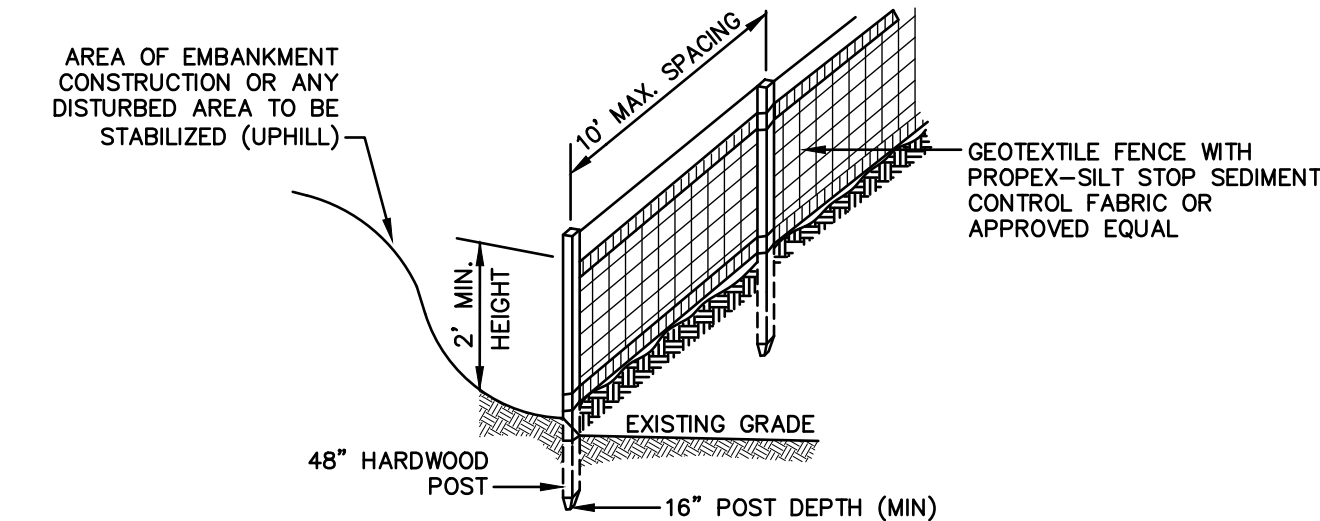 AREA OF EMBANKMENT
CONSTRUCTION OR ANY
DISTURBED AREA TO BE
STABILIZED (UPHILL)
10' MAX. SPACING
GEOTEXTILE FENCE WITH
PROPEX–SILT STOP SEDIMENT
CONTROL FABRIC OR
APPROVED EQUAL
2' MIN.
HEIGHT
EXISTING GRADE
48" HARDWOOD
POST
16" POST DEPTH (MIN)